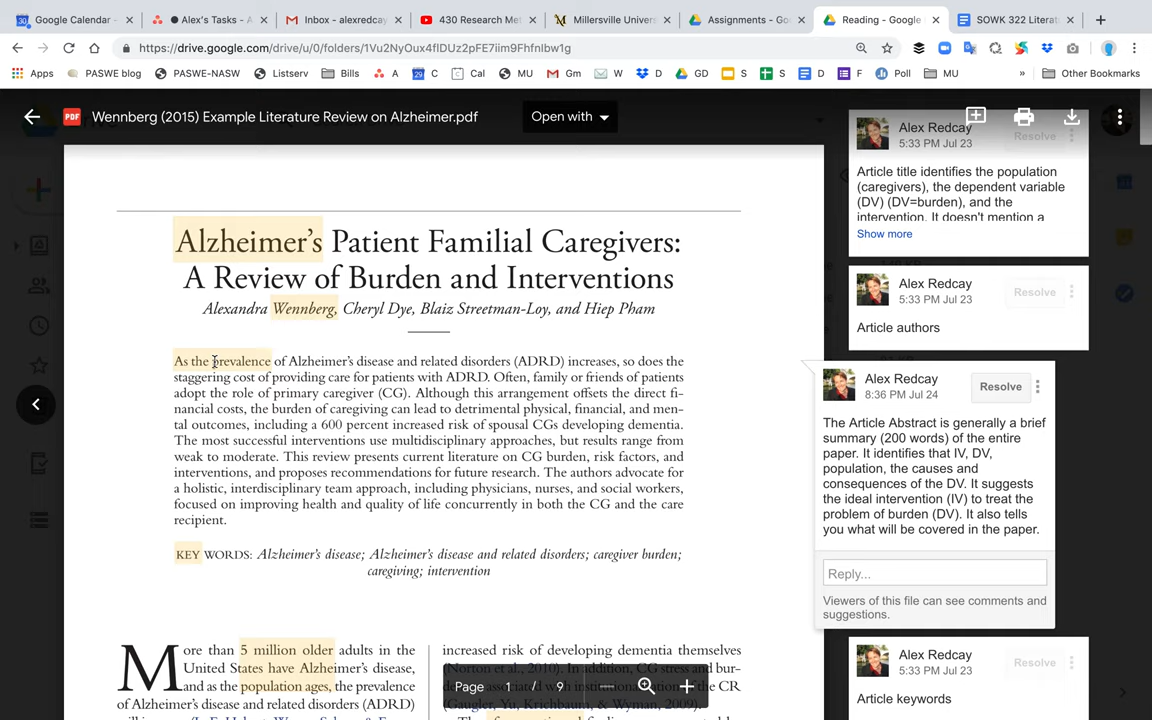 Google Calendar -
● Alex's Tasks - A
Inbox - alexredcay
430 Research Me
Millersville Univers
Assignments - Go
Reading - Google
SOWK 322 Literat
https://drive.google.com/drive/u/0/folders/1Vu2NyOux4flDUz2pFE7iim9Fhfnlbw1g
Apps
PASWE blog
PASWE-NASW
Listserv
Bills
A
C
Cal
MU
Gm
W
D
GD
S
S
D
F
Poll
MU
»
Other Bookmarks
PDF
Wennberg (2015) Example Literature Review on Alzheimer.pdf
Open with
Alzheimer's Patient Familial Caregivers:
A Review of Burden and Interventions
Alexandra Wennberg, Cheryl Dye, Blaiz Streetman-Loy, and Hiep Pham
As the prevalence of Alzheimer's disease and related disorders (ADRD) increases, so does the
staggering cost of providing care for patients with ADRD. Often, family or friends of patients
adopt the role of primary caregiver (CG). Although this arrangement offsets the direct fi-
nancial costs, the burden of caregiving can lead to detrimental physical, financial, and men-
tal outcomes, including a 600 percent increased risk of spousal CGs developing dementia.
The most successful interventions use multidisciplinary approaches, but results range from
weak to moderate. This review presents current literature on CG burden, risk factors, and
interventions, and proposes recommendations for future research. The authors advocate for
a holistic, interdisciplinary team approach, including physicians, nurses, and social workers,
focused on improving health and quality of life concurrently in both the CG and the care
recipient.
KEY WORDS: Alzheimer's disease; Alzheimer's disease and related disorders; caregiver burden;
caregiving; intervention
More than 5 million older adults in the
United States have Alzheimer's disease,
and as the population ages, the prevalence
of Alzheimer's disease and related disorders (ADRD)
increased risk of developing dementia themselves
(Norton et al., 2010). In addition, CG stress and bur-
(Gaugler, Yu, Krichbaum, & Wyman, 2009).
Page 1 / 9
Alex Redcay
5:33 PM Jul 23
Resolve
Article title identifies the population
(caregivers), the dependent variable
(DV) (DV=burden), and the
intervention. It doesn't mention a
Show more
Alex Redcay
5:33 PM Jul 23
Resolve
Article authors
Alex Redcay
8:36 PM Jul 24
Resolve
The Article Abstract is generally a brief
summary (200 words) of the entire
paper. It identifies that IV, DV,
population, the causes and
consequences of the DV. It suggests
the ideal intervention (IV) to treat the
problem of burden (DV). It also tells
you what will be covered in the paper.
Reply...
Viewers of this file can see comments and
suggestions.
Alex Redcay
5:33 PM Jul 23
Resolve
Article keywords